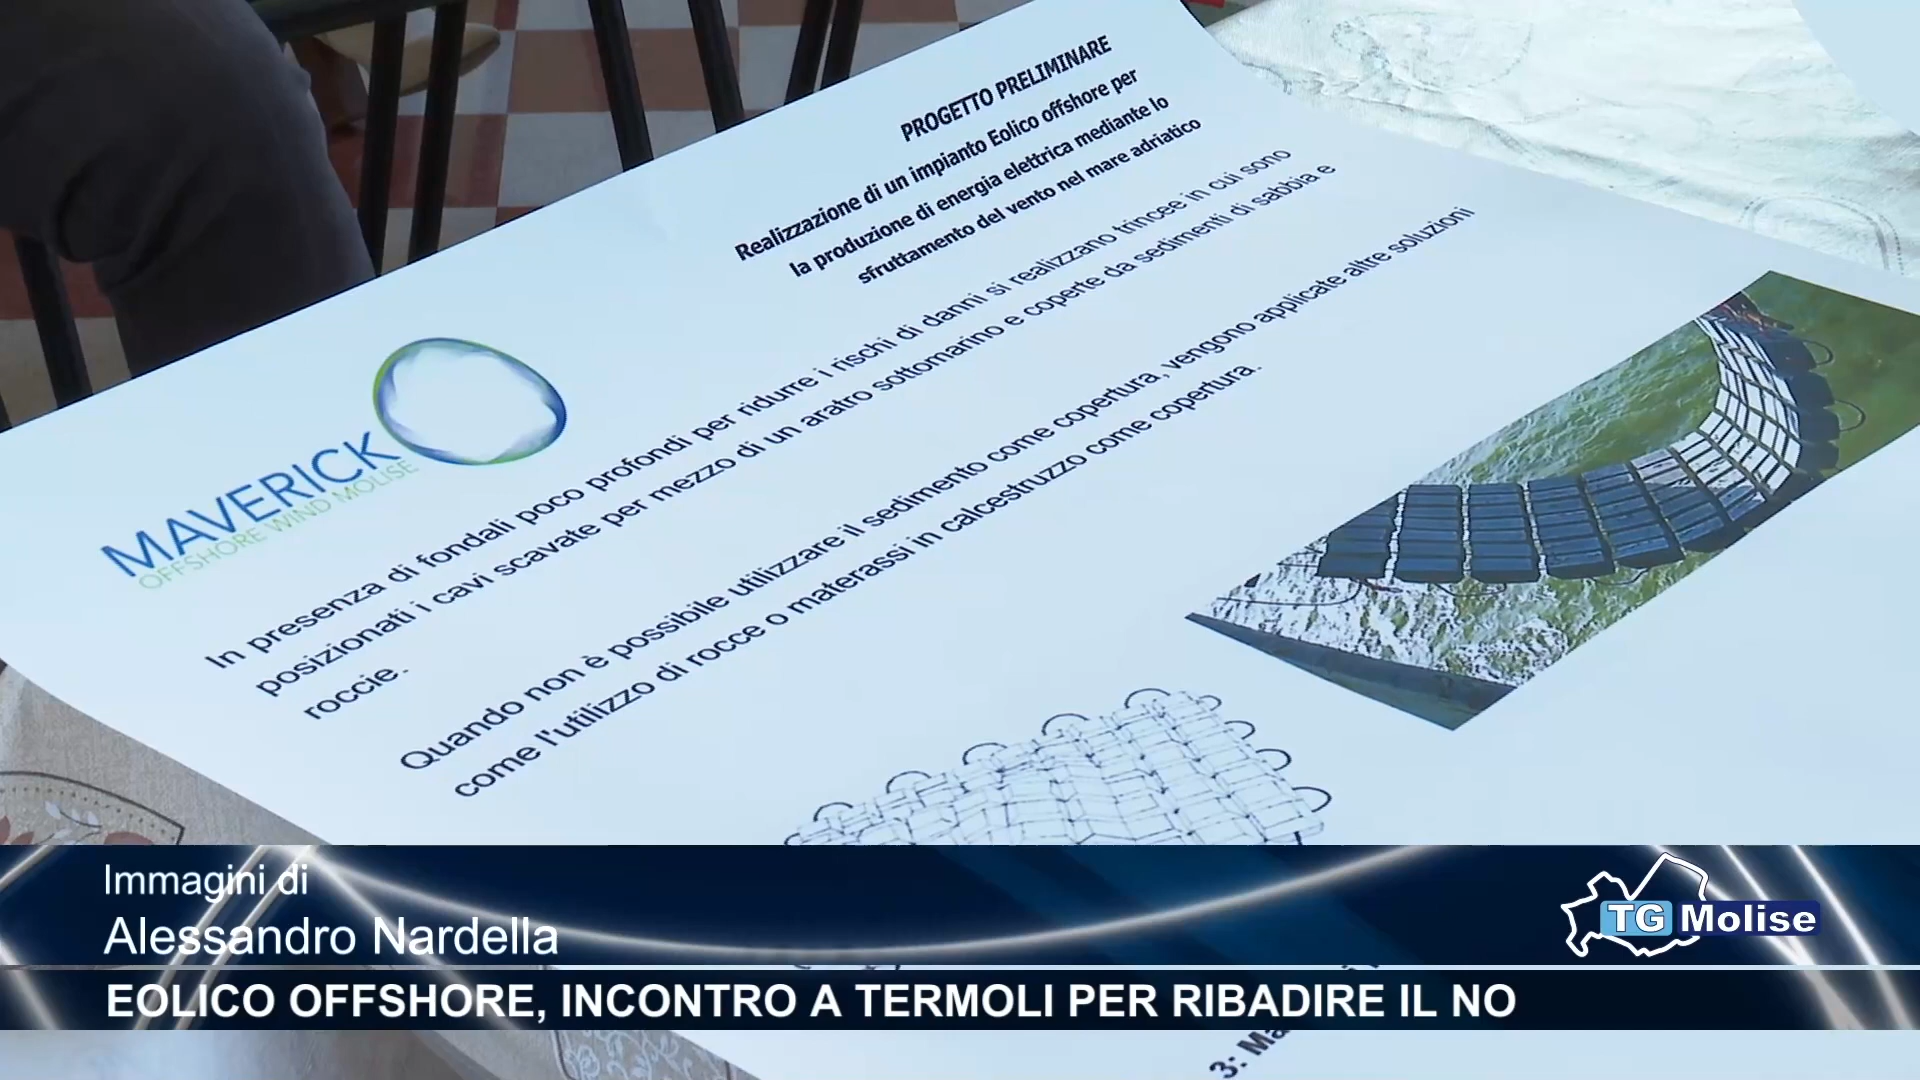 PROGETTO PRELIMINARE
Realizzazione di un impianto Eolico offshore per
la produzione di energia elettrica mediante lo
sfruttamento del vento nel mare adriatico
MAVERICK
OFFSHORE WIND MOLISE
In presenza di fondali poco profondi per ridurre i rischi di danni si realizzano trincee in cui sono
posizionati i cavi scavate per mezzo di un aratro sottomarino e coperte da sedimenti di sabbia e
roccie.
Quando non è possibile utilizzare il sedimento come copertura, vengono applicate altre soluzioni
come l'utilizzo di rocce o materassi in calcestruzzo come copertura.
3: Ma
Immagini di
Alessandro Nardella
TG Molise
EOLICO OFFSHORE, INCONTRO A TERMOLI PER RIBADIRE IL NO